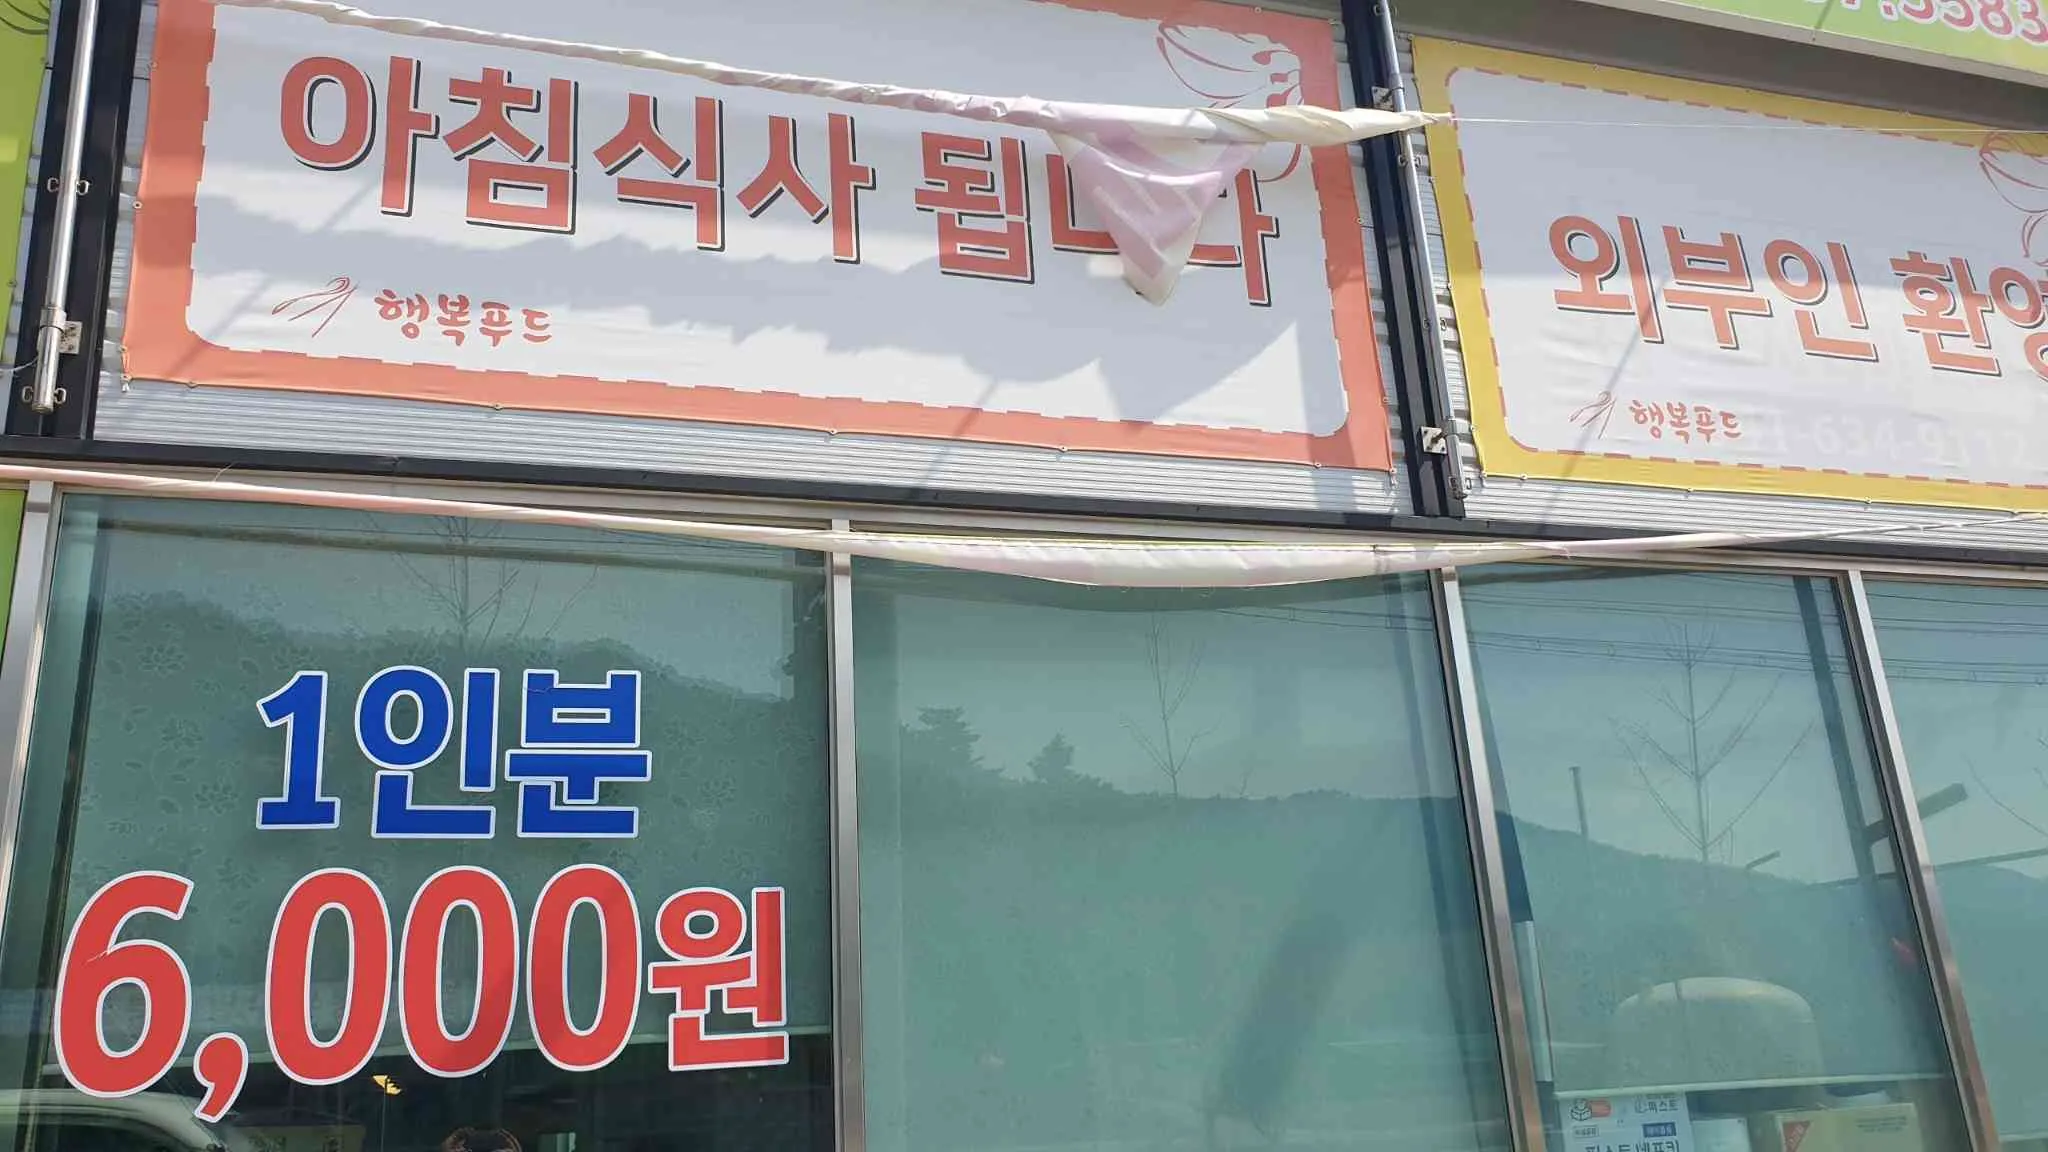 아침식사 됩니다
행복푸드
외부인 환영
행복푸드
1인분
6,000원